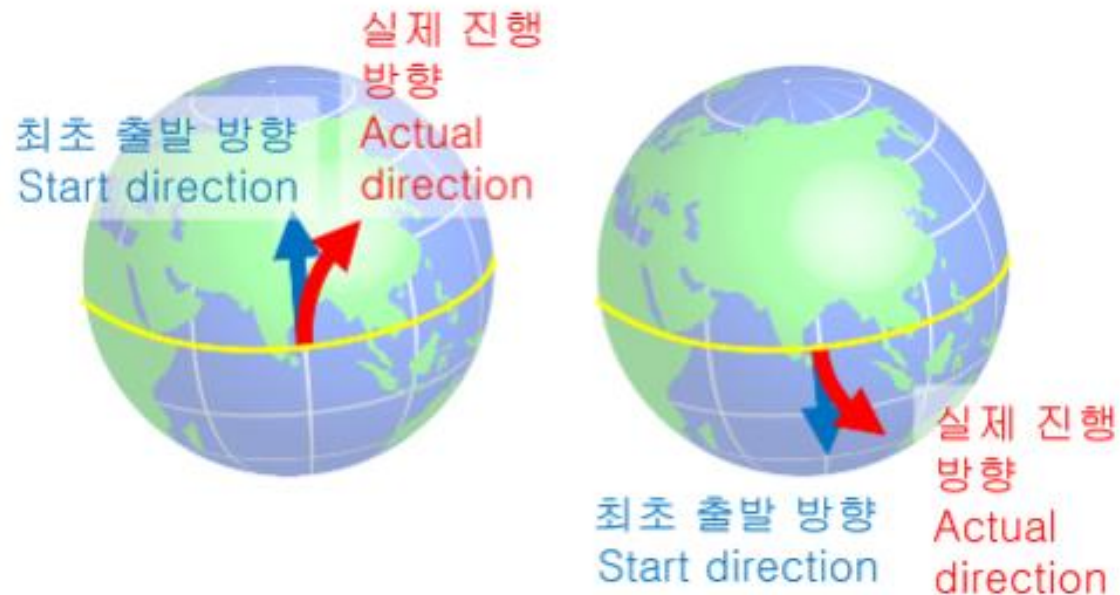 실제 진행
방향
Actual
direction
최초 출발 방향
Start direction
실제 진행
방향
Actual
direction
최초 출발 방향
Start direction